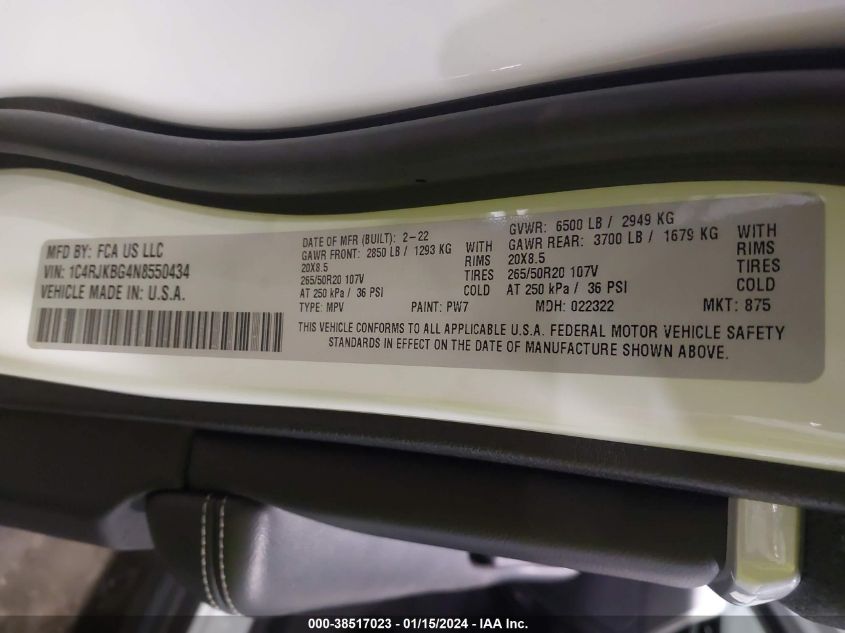 MFD BY: FCA US LLC
VIN: 1C4RJKBG4N8550434
VEHICLE MADE IN: U.S.A.
DATE OF MFR (BUILT): 2-22
GAWR FRONT: 2850 LB / 1293 KG WITH
20X8.5 RIMS
265/50R20 107V TIRES
AT 250 kPa / 36 PSI COLD
TYPE: MPV PAINT: PW7
GVWR: 6500 LB / 2949 KG
GAWR REAR: 3700 LB / 1679 KG WITH
20X8.5 RIMS
265/50R20 107V TIRES
AT 250 kPa / 36 PSI COLD
MDH: 022322 MKT: 875
THIS VEHICLE CONFORMS TO ALL APPLICABLE U.S.A. FEDERAL MOTOR VEHICLE SAFETY
STANDARDS IN EFFECT ON THE DATE OF MANUFACTURE SHOWN ABOVE.
000-38517023 - 01/15/2024 - IAA Inc.